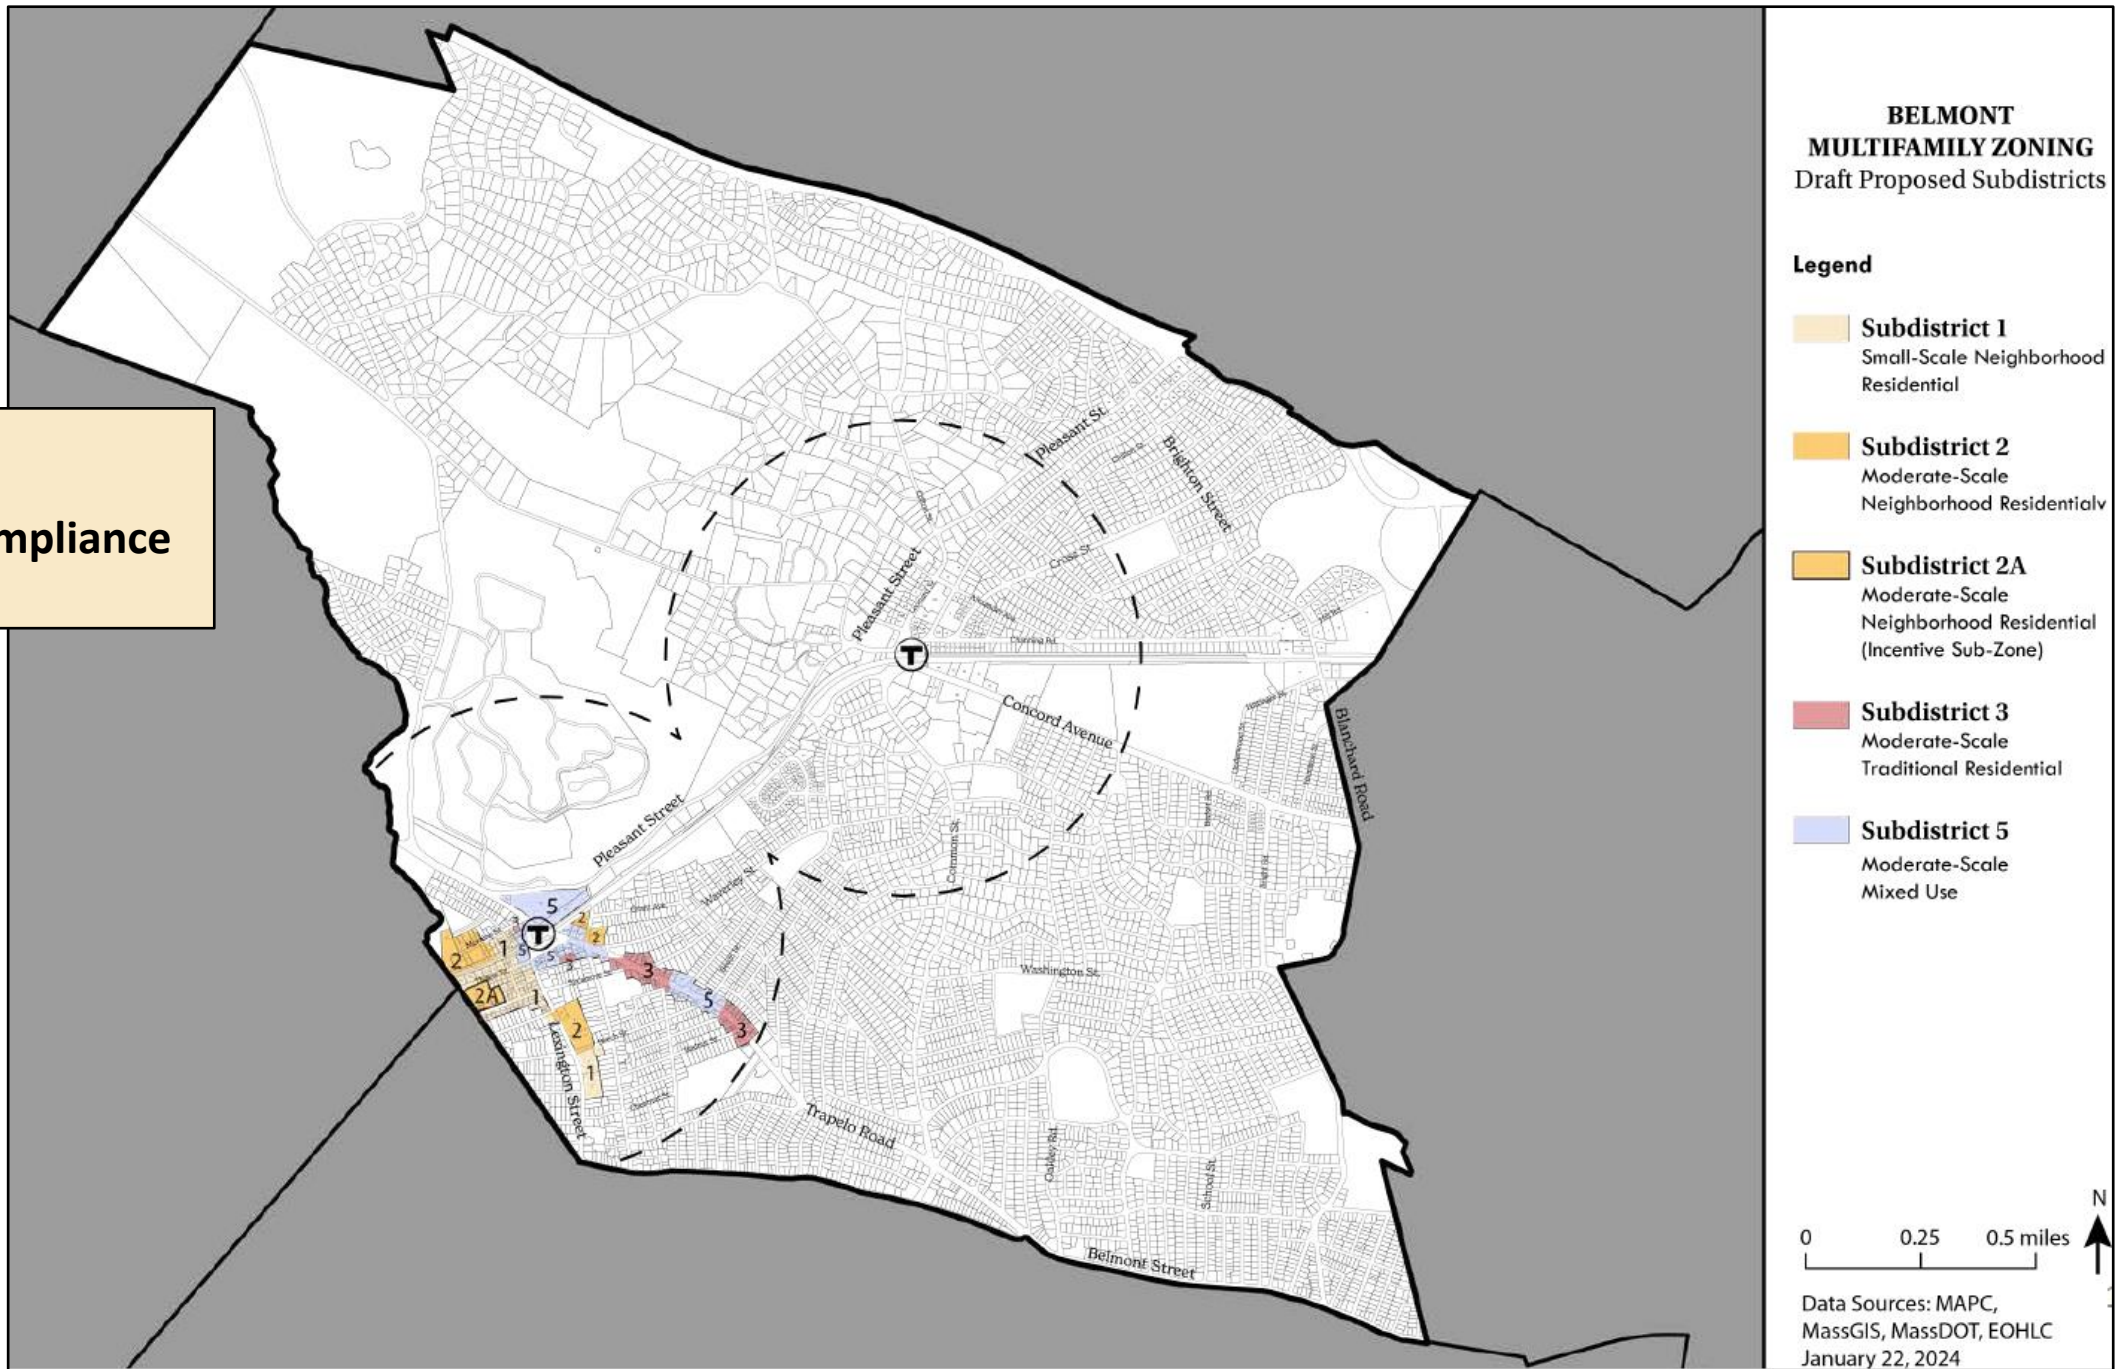 mpliance
BELMONT
MULTIFAMILY ZONING
Draft Proposed Subdistricts
Legend
Subdistrict 1
Small-Scale Neighborhood
Residential
Subdistrict 2
Moderate-Scale
Neighborhood Residentialv
Subdistrict 2A
Moderate-Scale
Neighborhood Residential
(Incentive Sub-Zone)
Subdistrict 3
Moderate-Scale
Traditional Residential
Subdistrict 5
Moderate-Scale
Mixed Use
Pleasant St.
Brighton Street
Cross St
Pleasant Street
Channing Rd.
T
Concord Avenue
Blanchard Road
Pleasant Street
Common St.
Waverley St.
5
T
2
2
1
5
5
2
3
3
2A
1
5
2
3
1
Washington St.
Lexington Street
Trapelo Road
Oakley Rd.
School St.
Belmont Street
N
0 0.25 0.5 miles
Data Sources: MAPC,
MassGIS, MassDOT, EOHLC
January 22, 2024